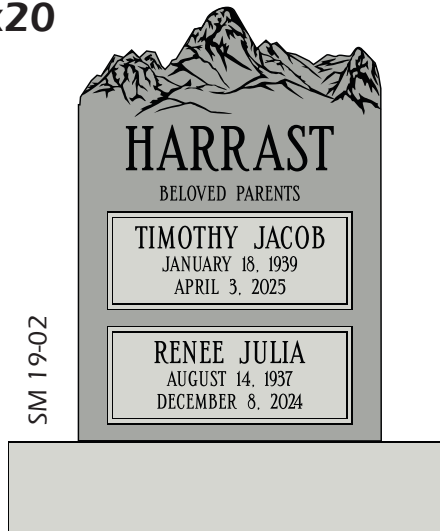 x20
HARRAST
BELOVED PARENTS
TIMOTHY JACOB
JANUARY 18, 1939
APRIL 3, 2025
RENEE JULIA
AUGUST 14, 1937
DECEMBER 8, 2024
SM 19-02